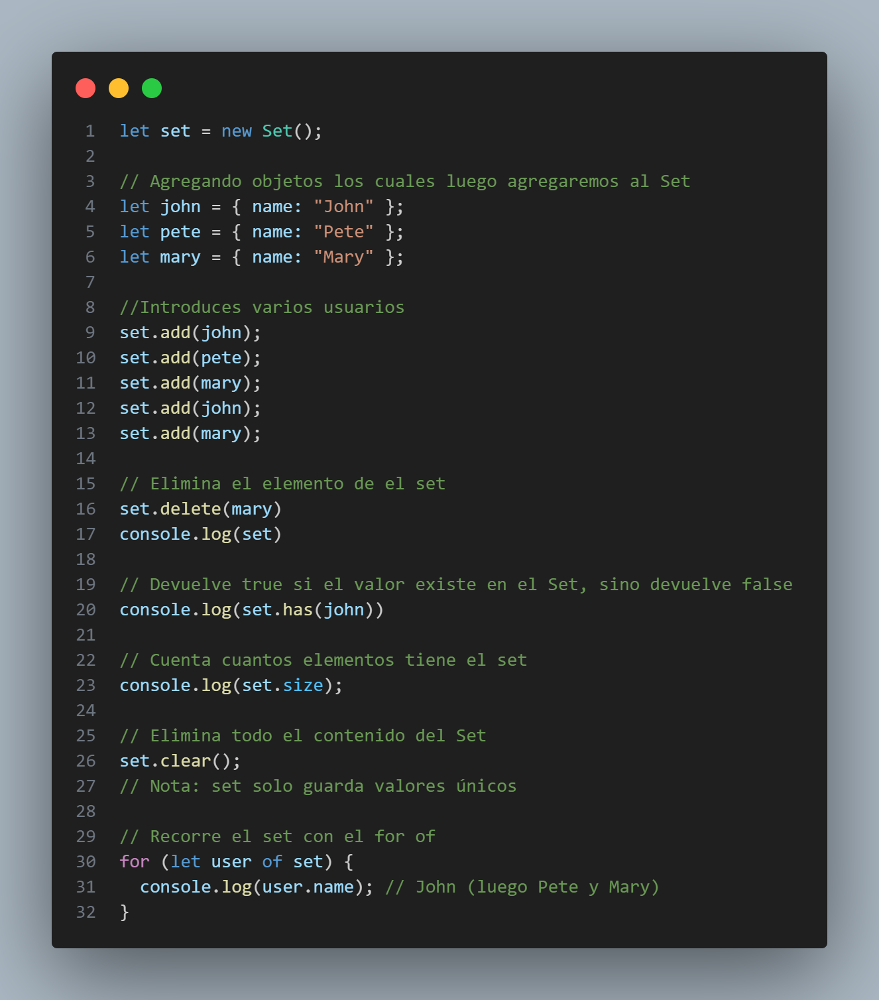 1 let set = new Set();
2
3 // Agregando objetos los cuales luego agregaremos al Set
4 let john = { name: "John" };
5 let pete = { name: "Pete" };
6 let mary = { name: "Mary" };
7
8 //Introduces varios usuarios
9 set.add(john);
10 set.add(pete);
11 set.add(mary);
12 set.add(john);
13 set.add(mary);
14
15 // Elimina el elemento de el set
16 set.delete(mary)
17 console.log(set)
18
19 // Devuelve true si el valor existe en el Set, sino devuelve false
20 console.log(set.has(john))
21
22 // Cuenta cuantos elementos tiene el set
23 console.log(set.size);
24
25 // Elimina todo el contenido del Set
26 set.clear();
27 // Nota: set solo guarda valores únicos
28
29 // Recorre el set con el for of
30 for (let user of set) {
31   console.log(user.name); // John (luego Pete y Mary)
32 }